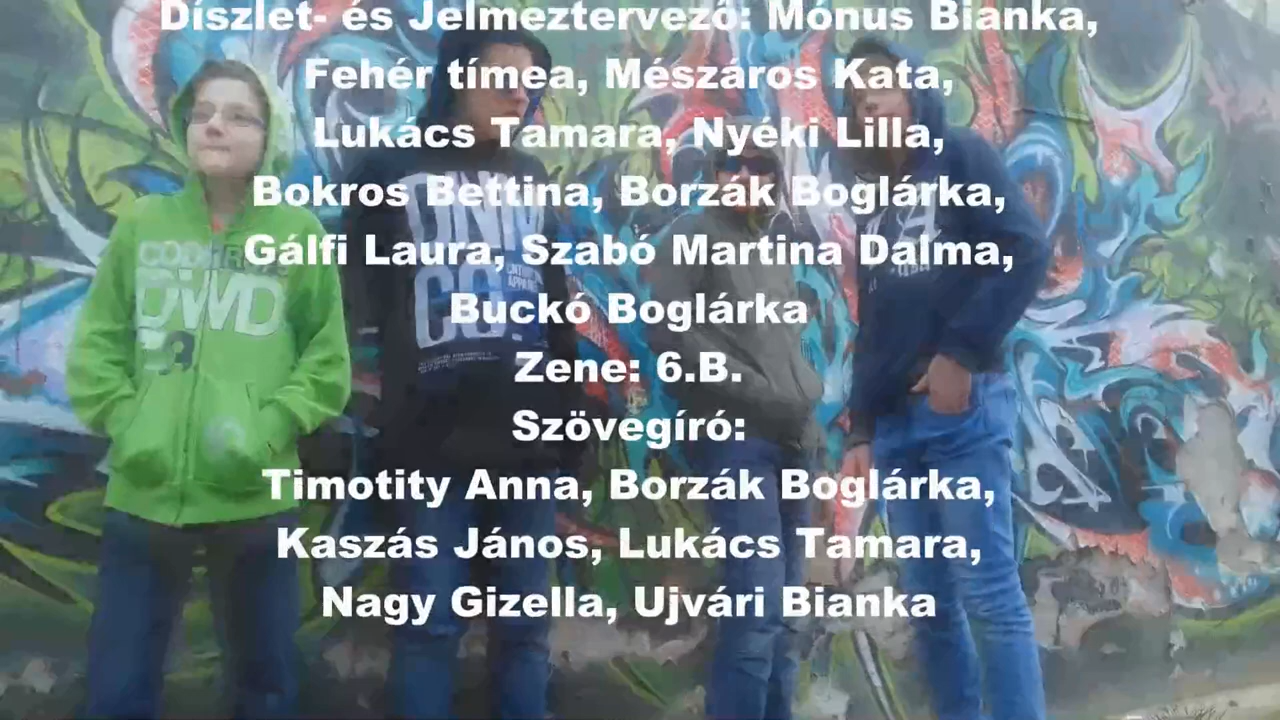 Díszlet- és Jelmeztervező: Mónus Bianka,
Fehér tímea, Mészáros Kata,
Lukács Tamara, Nyéki Lilla,
Bokros Bettina, Borzák Boglárka,
Gálfi Laura, Szabó Martina Dalma,
Buckó Boglárka
Zene: 6.B.
Szövegíró:
Timotity Anna, Borzák Boglárka,
Kaszás János, Lukács Tamara,
Nagy Gizella, Ujvári Bianka
DWD